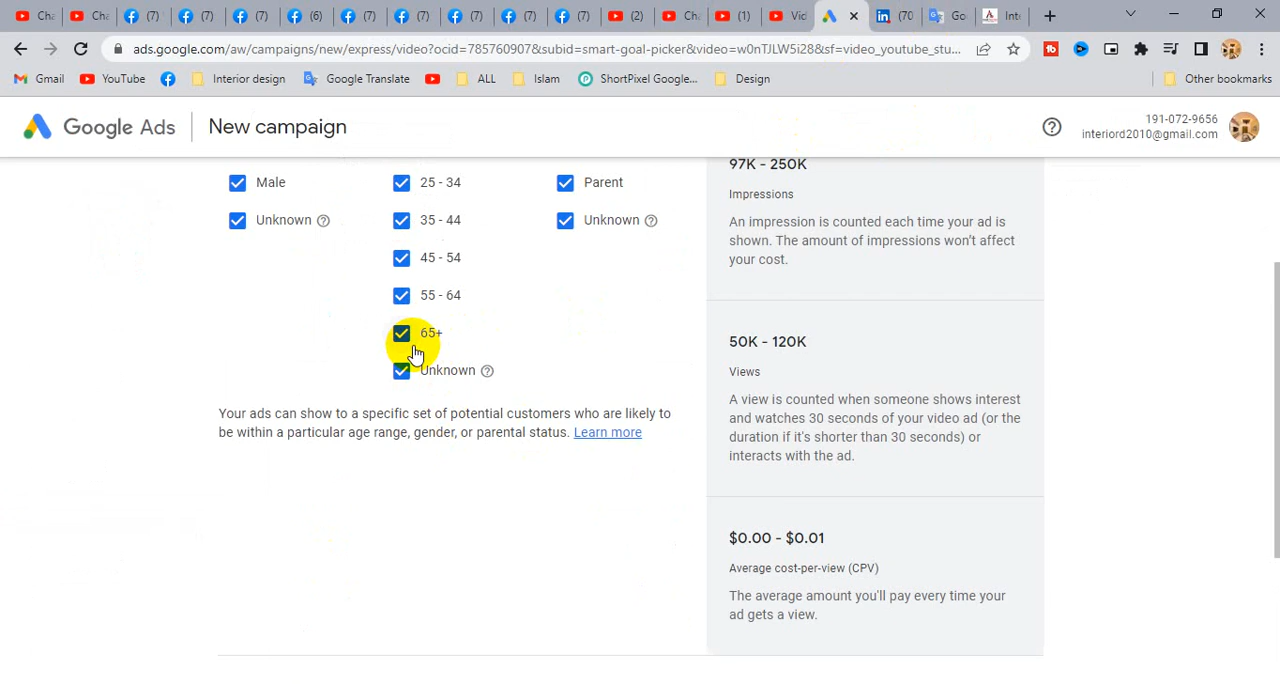 Cha
Cha
(7)
(7)
(7)
(6)
(7)
(7)
(7)
(7)
(7)
(2)
Cha
(1)
Vid
(70
Go
Inte
ads.google.com/aw/campaigns/new/express/video?ocid=785760907&subid=smart-goal-picker&video=w0nTJLW5i28&sf=video_youtube_stu...
Gmail
YouTube
Interior design
Google Translate
ALL
Islam
ShortPixel Google...
Design
Other bookmarks
Google Ads
New campaign
191-072-9656
interiord2010@gmail.com
Male
25 - 34
Parent
Unknown
35 - 44
Unknown
45 - 54
55 - 64
65+
Unknown
Your ads can show to a specific set of potential customers who are likely to
be within a particular age range, gender, or parental status. Learn more
97K - 250K
Impressions
An impression is counted each time your ad is
shown. The amount of impressions won't affect
your cost.
50K - 120K
Views
A view is counted when someone shows interest
and watches 30 seconds of your video ad (or the
duration if it's shorter than 30 seconds) or
interacts with the ad.
$0.00 - $0.01
Average cost-per-view (CPV)
The average amount you'll pay every time your
ad gets a view.